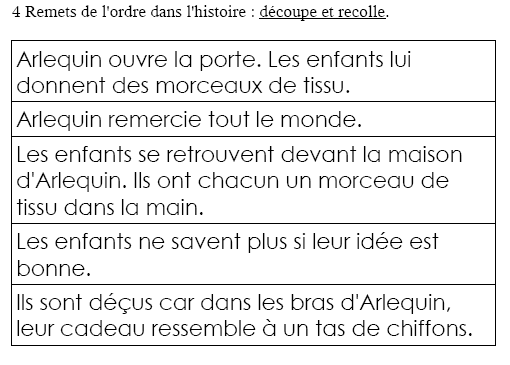 4 Remets de l'ordre dans l'histoire : découpe et recolle.
Arlequin ouvre la porte. Les enfants lui
donnent des morceaux de tissu.
Arlequin remercie tout le monde.
Les enfants se retrouvent devant la maison
d'Arlequin. Ils ont chacun un morceau de
tissu dans la main.
Les enfants ne savent plus si leur idée est
bonne.
Ils sont déçus car dans les bras d'Arlequin,
leur cadeau ressemble à un tas de chiffons.